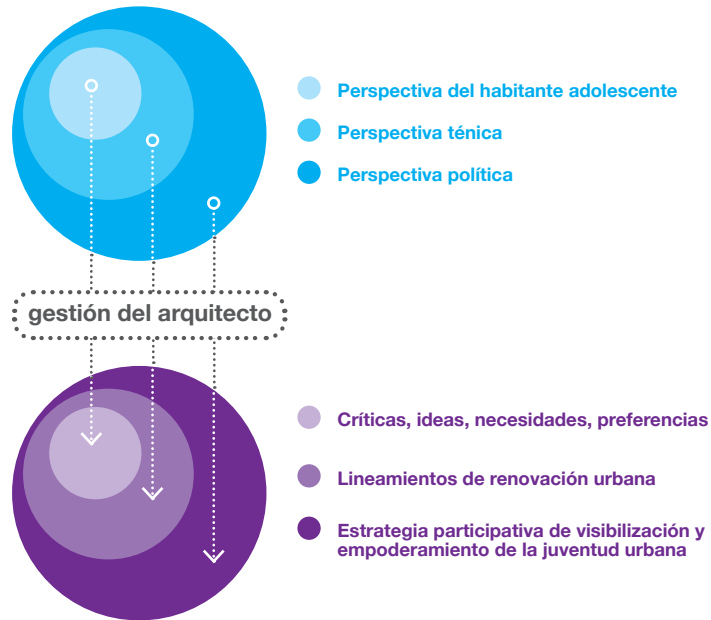 Perspectiva del habitante adolescente
Perspectiva ténica
Perspectiva política
gestión del arquitecto
Críticas, ideas, necesidades, preferencias
Lineamientos de renovación urbana
Estrategia participativa de visibilización y
empoderamiento de la juventud urbana